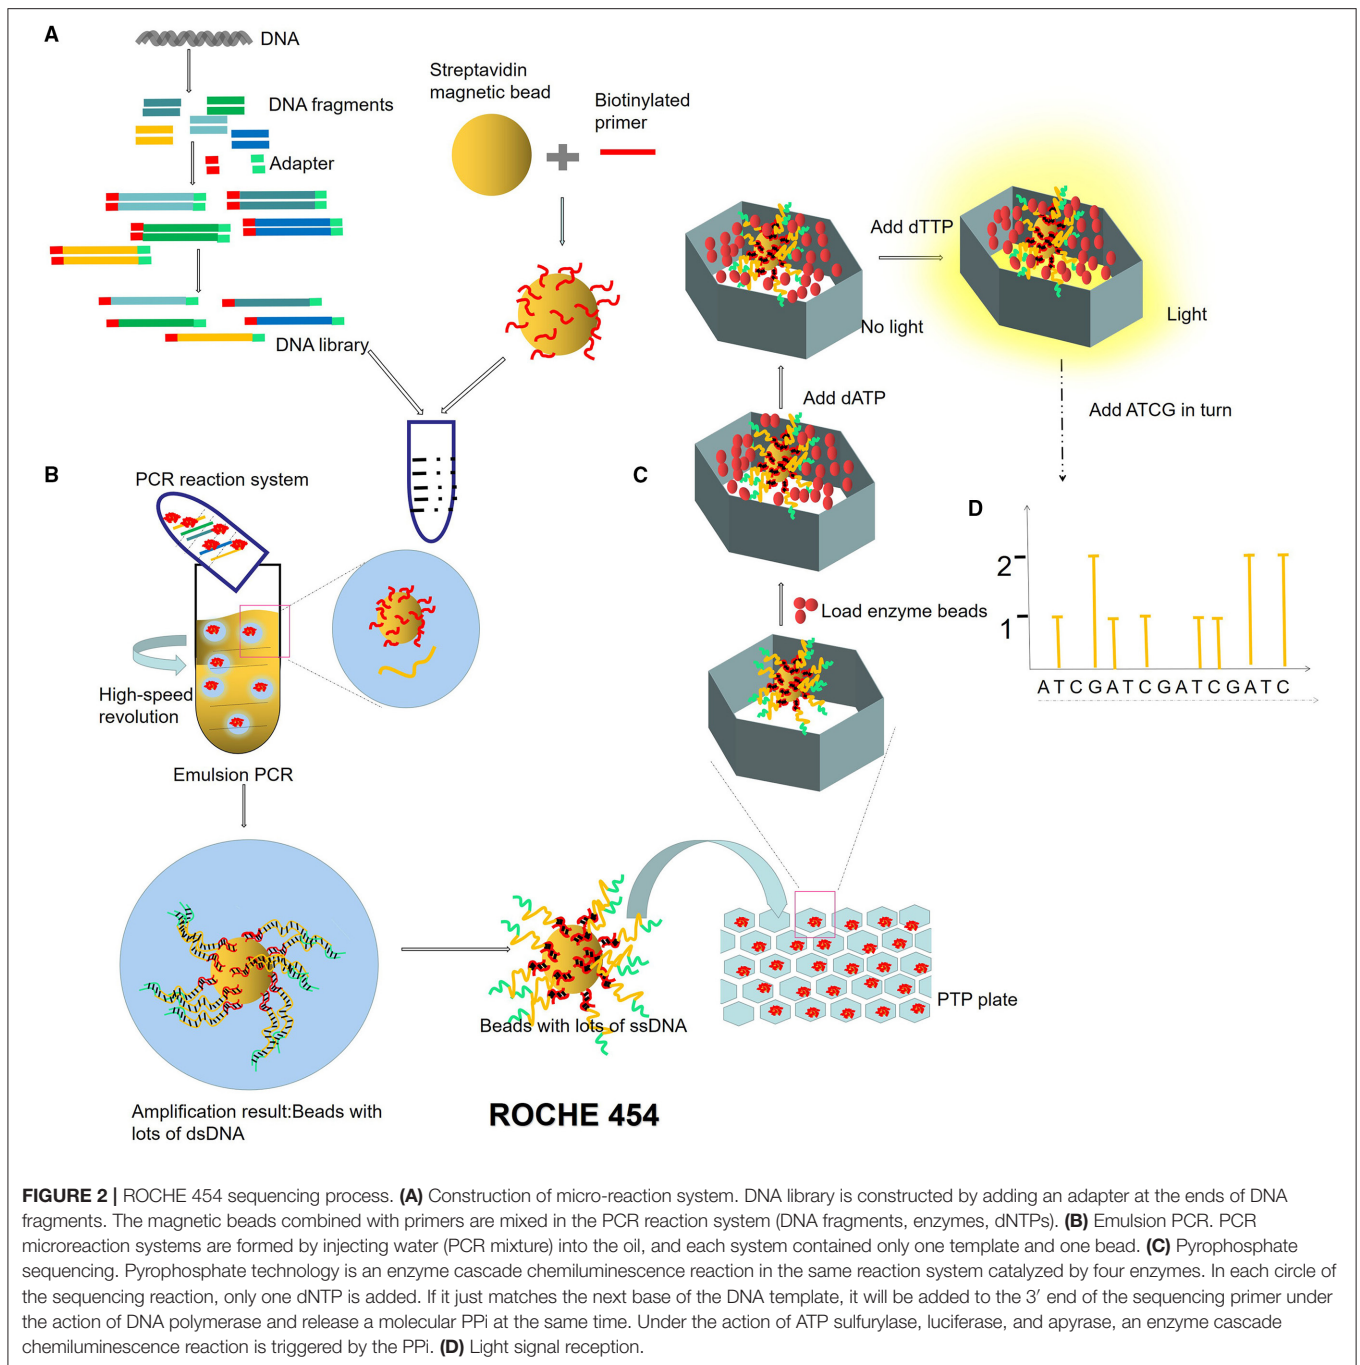 A
DNA
DNA fragments
Adapter
DNA library
Streptavidin
magnetic bead
Biotinylated
primer
B
PCR reaction system
High-speed
revolution
Emulsion PCR
Amplification result:Beads with
lots of dsDNA
Beads with lots of ssDNA
ROCHE 454
C
PTP plate
Load enzyme beads
Add dATP
No light
Add dTTP
Light
Add ATCG in turn
D
2
1
A T C G A T C G A T C G A T C
FIGURE 2 | ROCHE 454 sequencing process. (A) Construction of micro-reaction system. DNA library is constructed by adding an adapter at the ends of DNA
fragments. The magnetic beads combined with primers are mixed in the PCR reaction system (DNA fragments, enzymes, dNTPs). (B) Emulsion PCR. PCR
microreaction systems are formed by injecting water (PCR mixture) into the oil, and each system contained only one template and one bead. (C) Pyrophosphate
sequencing. Pyrophosphate technology is an enzyme cascade chemiluminescence reaction in the same reaction system catalyzed by four enzymes. In each circle of
the sequencing reaction, only one dNTP is added. If it just matches the next base of the DNA template, it will be added to the 3′ end of the sequencing primer under
the action of DNA polymerase and release a molecular PPi at the same time. Under the action of ATP sulfurylase, luciferase, and apyrase, an enzyme cascade
chemiluminescence reaction is triggered by the PPi. (D) Light signal reception.